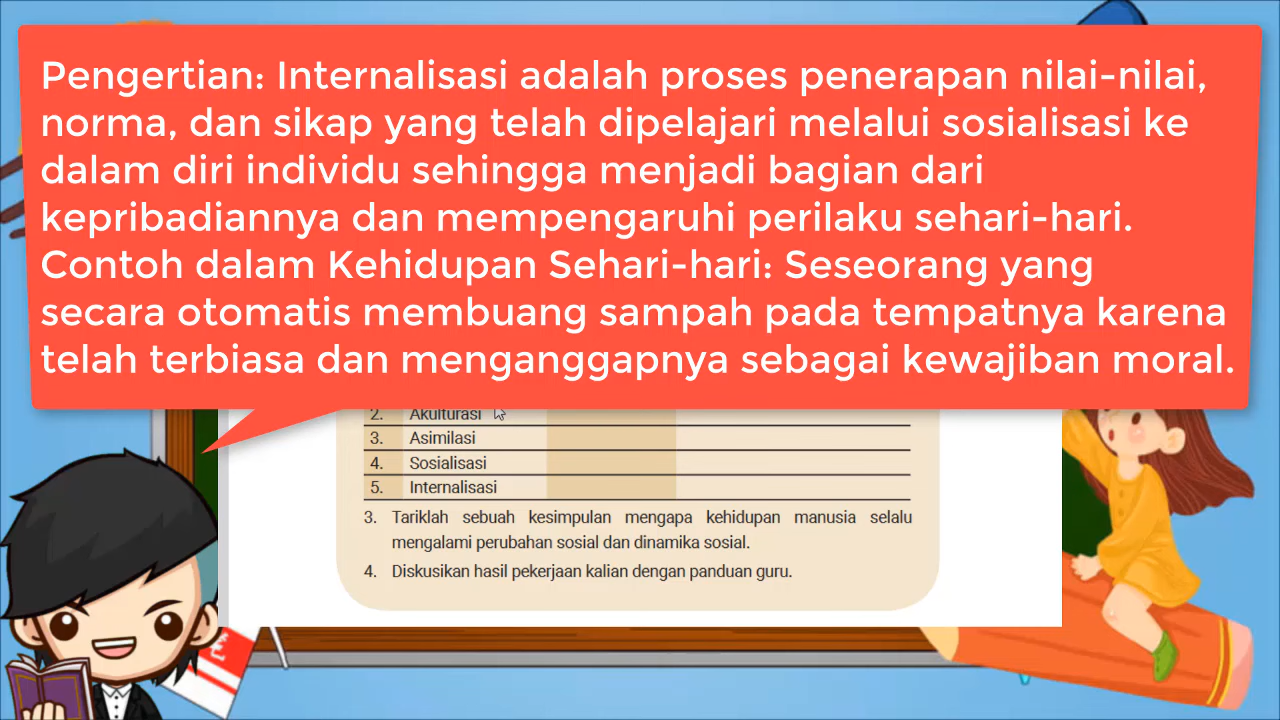 Pengertian: Internalisasi adalah proses penerapan nilai-nilai,
norma, dan sikap yang telah dipelajari melalui sosialisasi ke
dalam diri individu sehingga menjadi bagian dari
kepribadiannya dan mempengaruhi perilaku sehari-hari.
Contoh dalam Kehidupan Sehari-hari: Seseorang yang
secara otomatis membuang sampah pada tempatnya karena
telah terbiasa dan menganggapnya sebagai kewajiban moral.
2. Akulturasi
3. Asimilasi
4. Sosialisasi
5. Internalisasi
3. Tariklah sebuah kesimpulan mengapa kehidupan manusia selalu
mengalami perubahan sosial dan dinamika sosial.
4. Diskusikan hasil pekerjaan kalian dengan panduan guru.